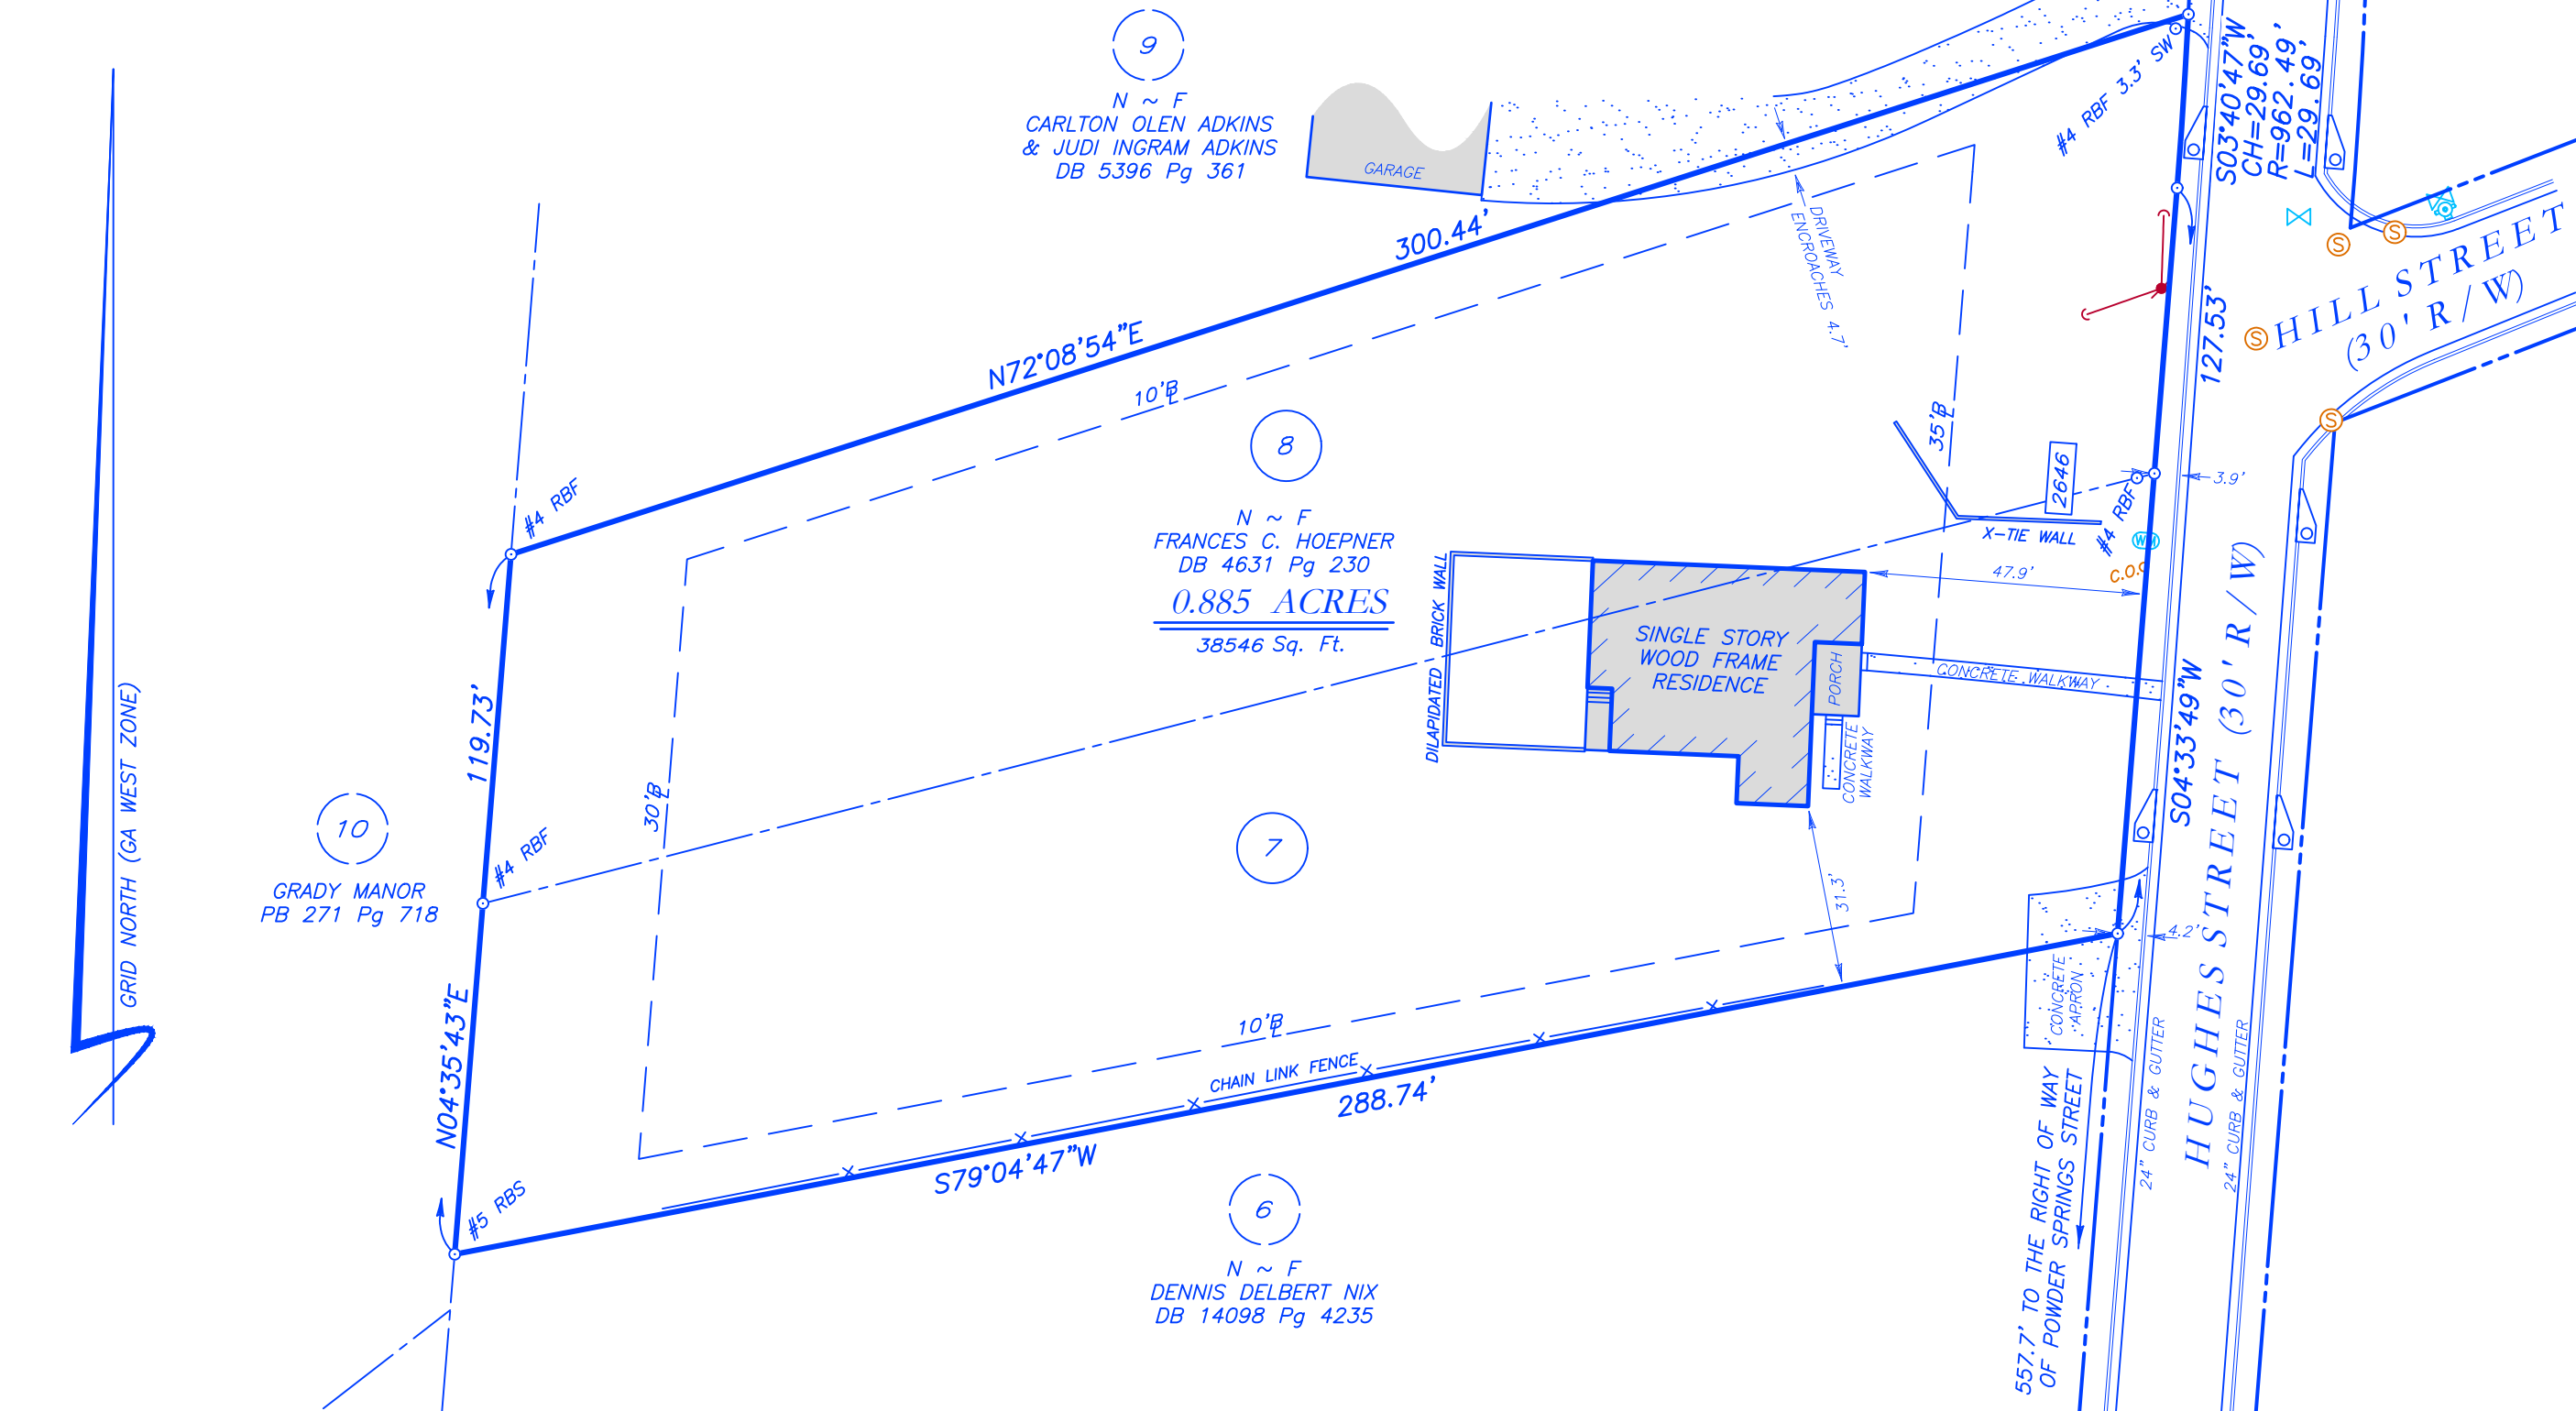 9
N ~ F
CARLTON OLEN ADKINS
& JUDI INGRAM ADKINS
DB 5396 Pg 361
GARAGE
300.44'
N72°08'54"E
10'BL
DRIVEWAY
ENCROACHES 4.7'
#4 RBF 3.3' SW
S03°40'47"W
CH=29.69'
R=962.49'
L=29.69'
S
S
S
S
HILL STREET
(30' R/W)
127.53'
35'BL
2646
3.9'
#4 RBF
X-TIE WALL
WM
C.O.
47.9'
8
N ~ F
FRANCES C. HOEPNER
DB 4631 Pg 230
0.885 ACRES
38546 Sq. Ft.
DILAPIDATED BRICK WALL
SINGLE STORY
WOOD FRAME
RESIDENCE
PORCH
CONCRETE WALKWAY
CONCRETE
WALKWAY
S04°33'49"W
HUGHES STREET (30' R/W)
#4 RBF
119.73'
30'BL
GRID NORTH (GA WEST ZONE)
10
GRADY MANOR
PB 271 Pg 718
#4 RBF
7
31.3'
4.2'
CONCRETE
APRON
N04°35'43"E
10'BL
CHAIN LINK FENCE
288.74'
S79°04'47"W
#5 RBS
6
N ~ F
DENNIS DELBERT NIX
DB 14098 Pg 4235
557.7' TO THE RIGHT OF WAY
OF POWDER SPRINGS STREET
24" CURB & GUTTER
24" CURB & GUTTER